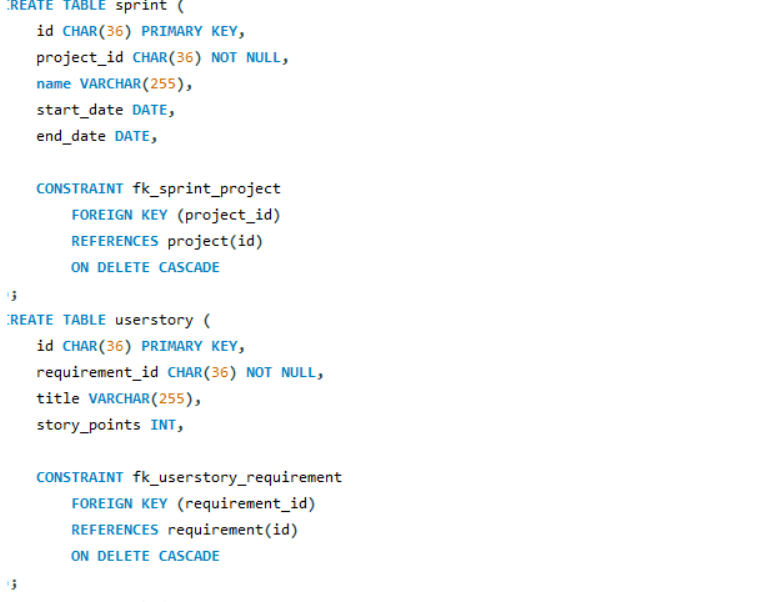 CREATE TABLE sprint (
id CHAR(36) PRIMARY KEY,
project_id CHAR(36) NOT NULL,
name VARCHAR(255),
start_date DATE,
end_date DATE,
CONSTRAINT fk_sprint_project
FOREIGN KEY (project_id)
REFERENCES project(id)
ON DELETE CASCADE
);
CREATE TABLE userstory (
id CHAR(36) PRIMARY KEY,
requirement_id CHAR(36) NOT NULL,
title VARCHAR(255),
story_points INT,
CONSTRAINT fk_userstory_requirement
FOREIGN KEY (requirement_id)
REFERENCES requirement(id)
ON DELETE CASCADE
);